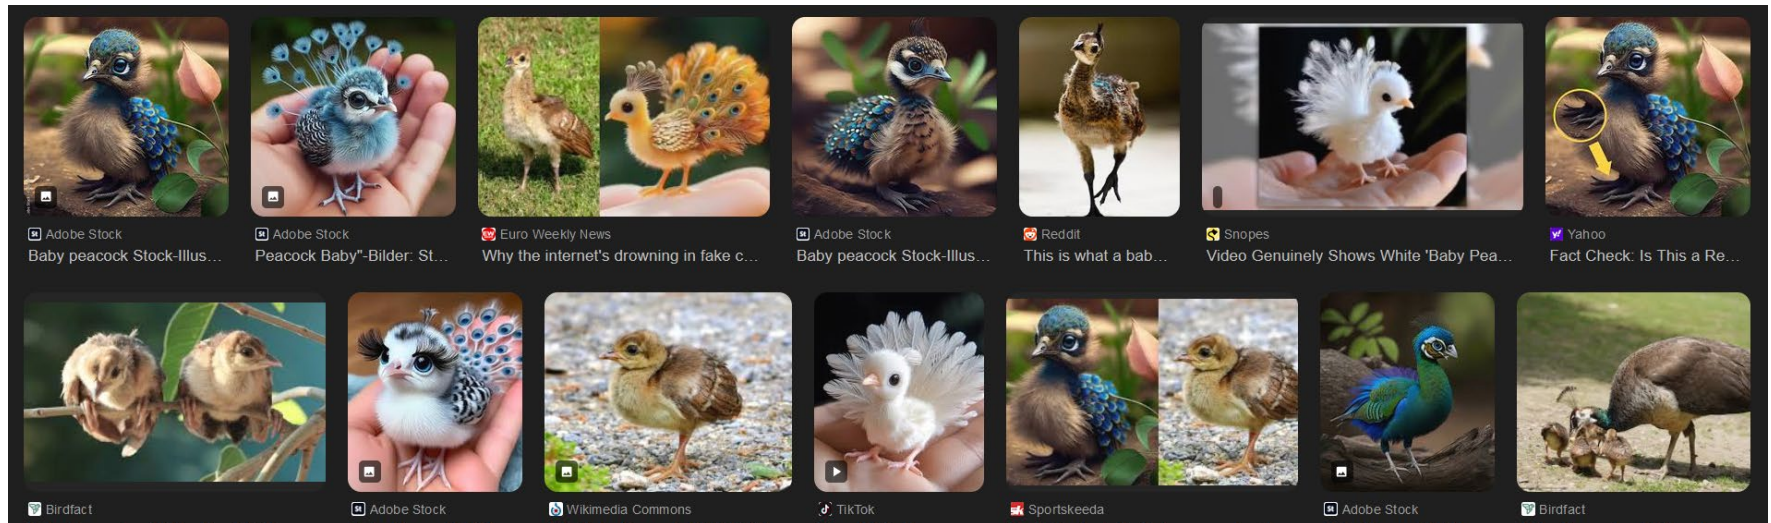 Adobe Stock
Baby peacock Stock-Illus...
Adobe Stock
Peacock Baby"-Bilder: St...
Euro Weekly News
Why the internet's drowning in fake c...
Adobe Stock
Baby peacock Stock-Illus...
Reddit
This is what a bab...
Snopes
Video Genuinely Shows White 'Baby Pea...
Yahoo
Fact Check: Is This a Re...
Birdfact
Adobe Stock
Wikimedia Commons
TikTok
Sportskeeda
Adobe Stock
Birdfact